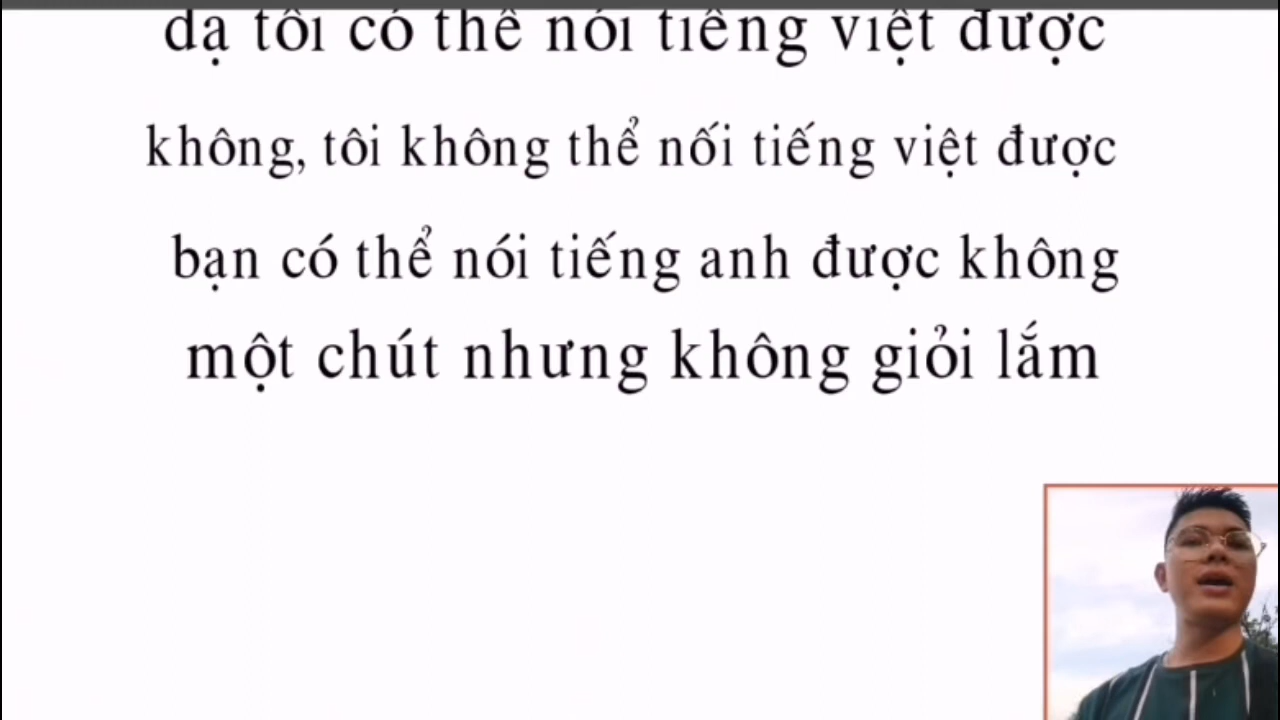 dạ tôi có thể nói tiếng việt được
không, tôi không thể nối tiếng việt được
bạn có thể nói tiếng anh được không
một chút nhưng không giỏi lắm